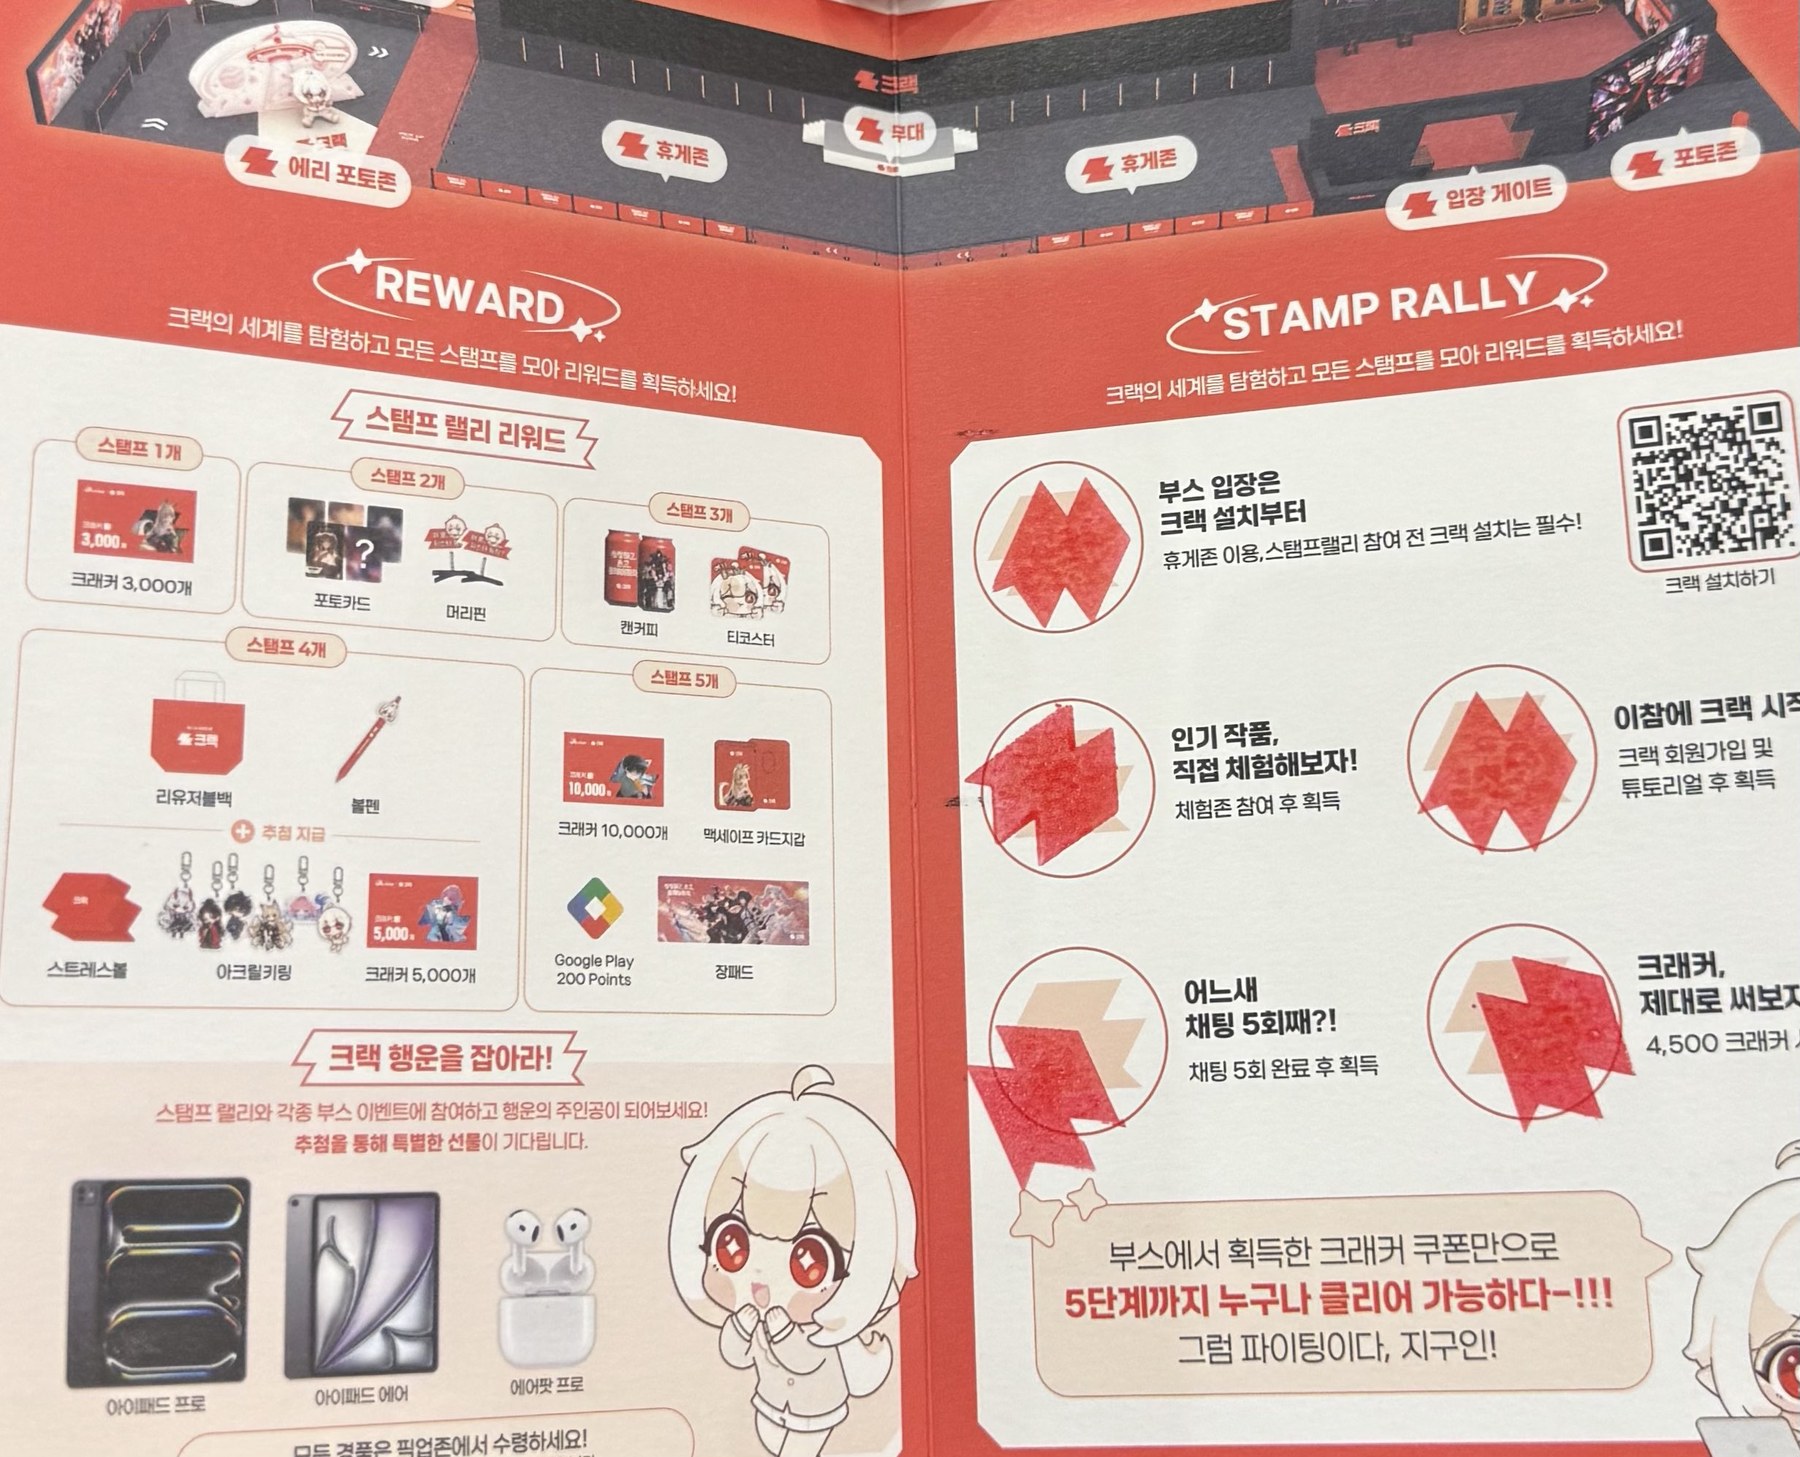 크랙
에리 포토존
휴게존
무대
휴게존
입장 게이트
포토존
크랙
크랙
REWARD
크랙의 세계를 탐험하고 모든 스탬프를 모아 리워드를 획득하세요!
스탬프 랠리 리워드
스탬프 1개
3,000
크래커 3,000개
스탬프 2개
?
포토카드
머리핀
스탬프 3개
캔커피
티코스터
스탬프 4개
크랙
리유저블백
볼펜
추첨 지급
스트레스볼
아크릴키링
5,000
크래커 5,000개
스탬프 5개
10,000
크래커 10,000개
맥세이프 카드지갑
Google Play
200 Points
장패드
크랙 행운을 잡아라!
스탬프 랠리와 각종 부스 이벤트에 참여하고 행운의 주인공이 되어보세요!
추첨을 통해 특별한 선물이 기다립니다.
아이패드 프로
아이패드 에어
에어팟 프로
모든 경품은 픽업존에서 수령하세요!
STAMP RALLY
크랙의 세계를 탐험하고 모든 스탬프를 모아 리워드를 획득하세요!
부스 입장은
크랙 설치부터
휴게존 이용,스탬프랠리 참여 전 크랙 설치는 필수!
크랙 설치하기
인기 작품,
직접 체험해보자!
체험존 참여 후 획득
이참에 크랙 시작
크랙 회원가입 및
튜토리얼 후 획득
어느새
채팅 5회째?!
채팅 5회 완료 후 획득
크래커,
제대로 써보자
4,500 크래커
부스에서 획득한 크래커 쿠폰만으로
5단계까지 누구나 클리어 가능하다~!!!
그럼 파이팅이다, 지구인!